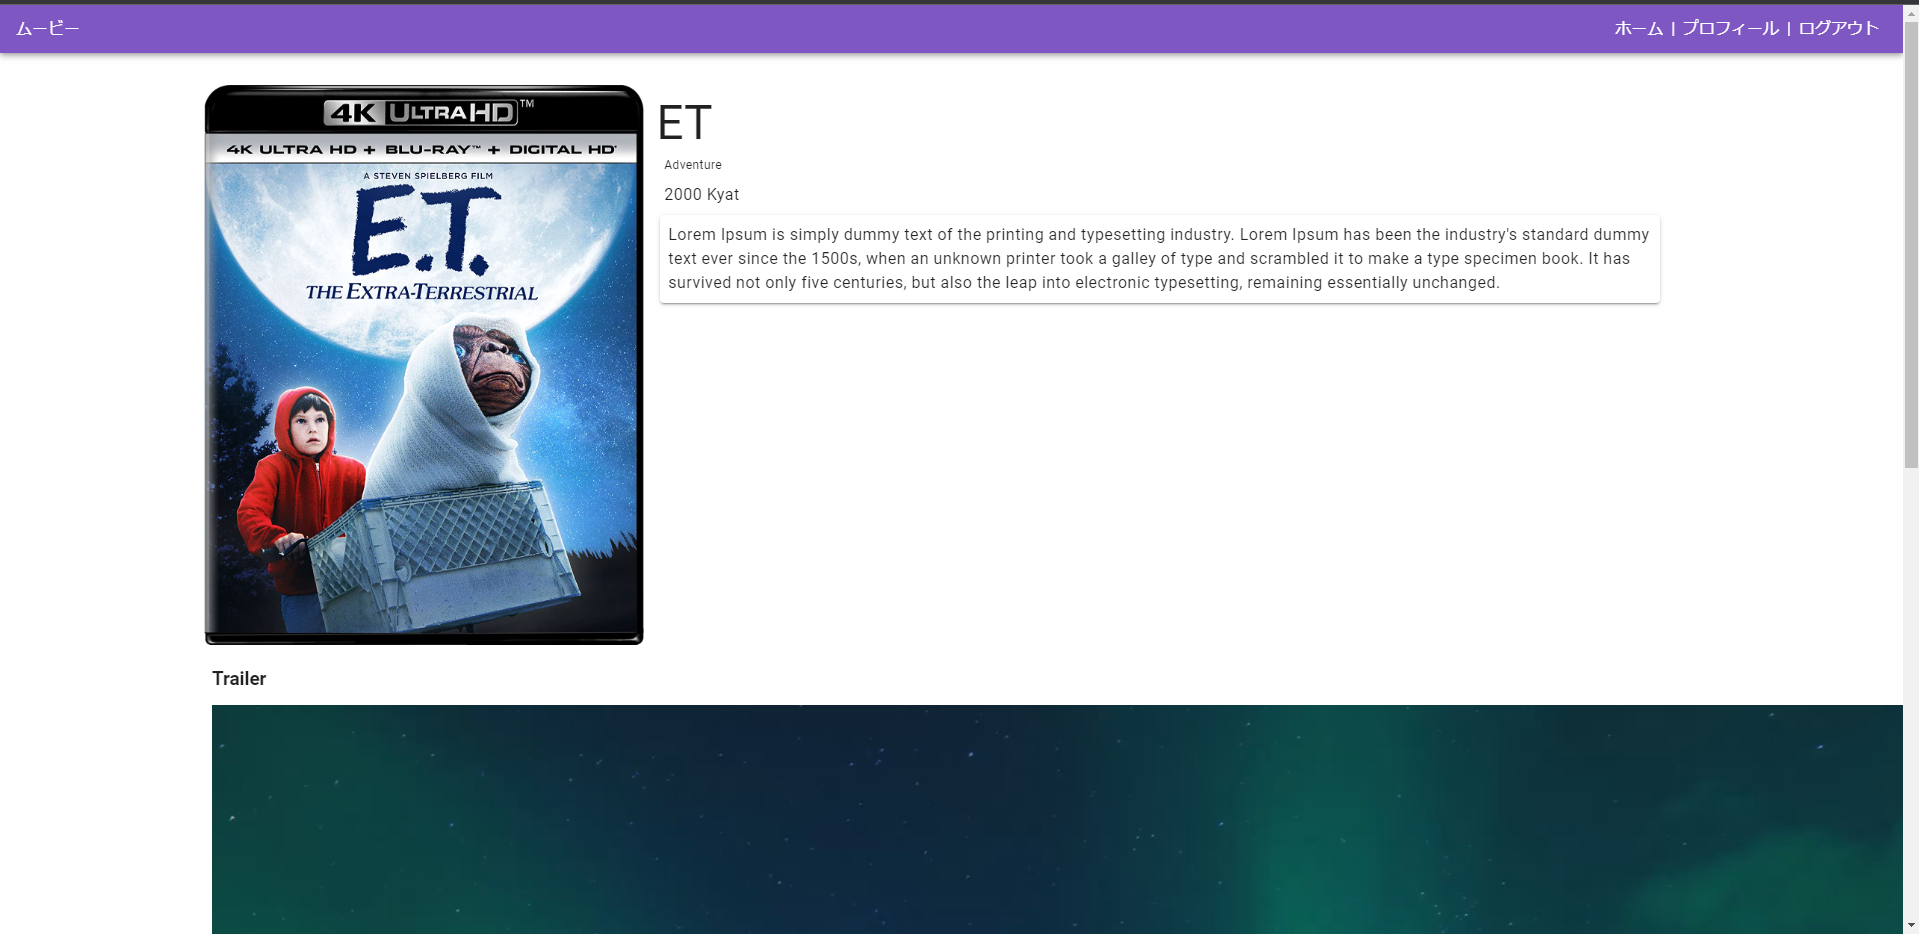 ムービー
ホーム | プロフィール | ログアウト
4K ULTRAHD™
4K ULTRA HD + BLU-RAY™ + DIGITAL HD
A STEVEN SPIELBERG FILM
E.T.
THE EXTRA-TERRESTRIAL
ET
Adventure
2000 Kyat
Lorem Ipsum is simply dummy text of the printing and typesetting industry. Lorem Ipsum has been the industry's standard dummy
text ever since the 1500s, when an unknown printer took a galley of type and scrambled it to make a type specimen book. It has
survived not only five centuries, but also the leap into electronic typesetting, remaining essentially unchanged.
Trailer